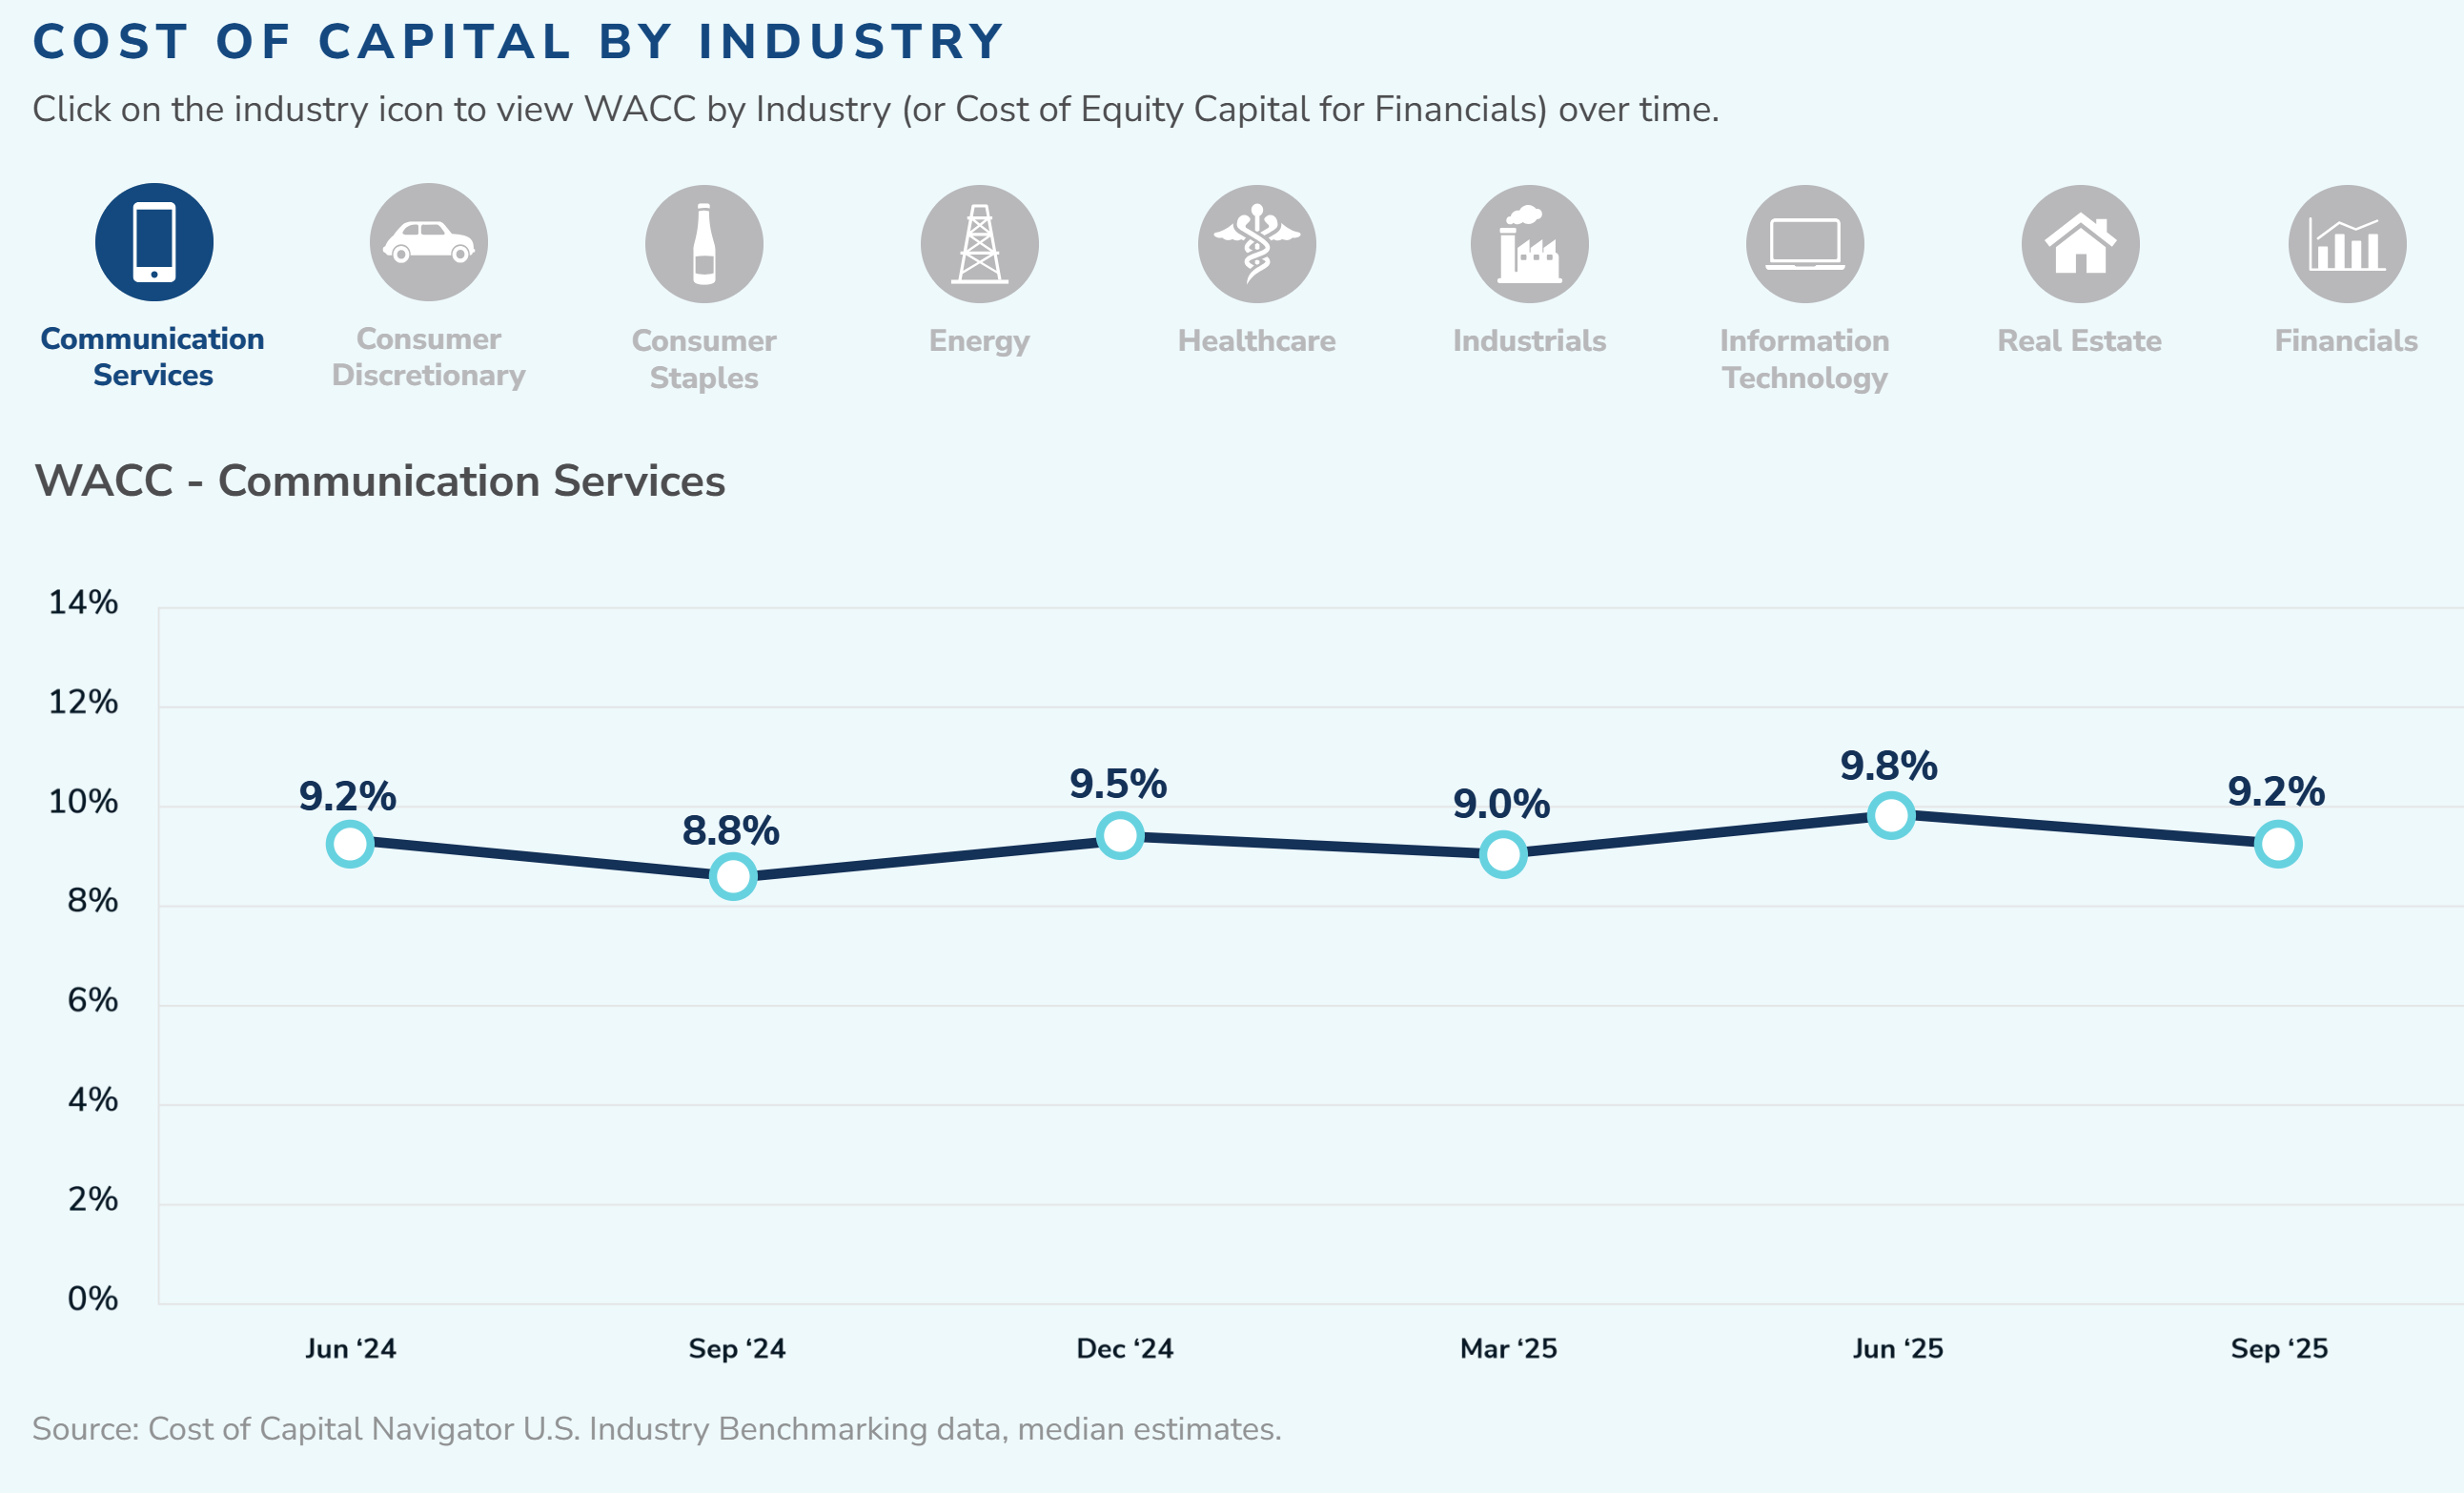 COST OF CAPITAL BY INDUSTRY
Click on the industry icon to view WACC by Industry (or Cost of Equity Capital for Financials) over time.
Communication
Services
Consumer
Discretionary
Consumer
Staples
Energy
Healthcare
Industrials
Information
Technology
Real Estate
Financials
WACC - Communication Services
14%
12%
10%
8%
6%
4%
2%
0%
9.2%
8.8%
9.5%
9.0%
9.8%
9.2%
Jun ‘24
Sep ‘24
Dec ‘24
Mar ‘25
Jun ‘25
Sep ‘25
Source: Cost of Capital Navigator U.S. Industry Benchmarking data, median estimates.